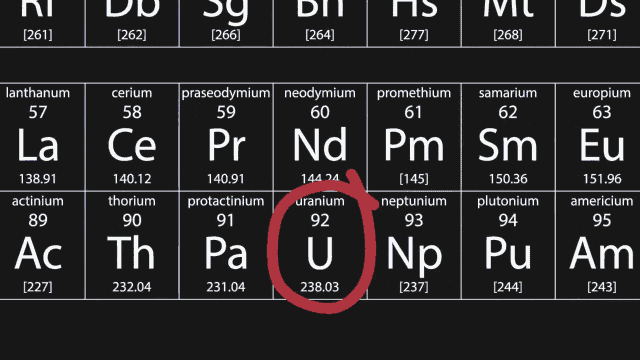 Rf Db Sg Bh Hs Mt Ds
[261] [262] [266] [264] [277] [268] [271]
lanthanum cerium praseodymium neodymium promethium samarium europium
57 58 59 60 61 62 63
La Ce Pr Nd Pm Sm Eu
138.91 140.12 140.91 144.24 [145] 150.36 151.96
actinium thorium protactinium uranium neptunium plutonium americium
89 90 91 92 93 94 95
Ac Th Pa U Np Pu Am
[227] 232.04 231.04 238.03 [237] [244] [243]